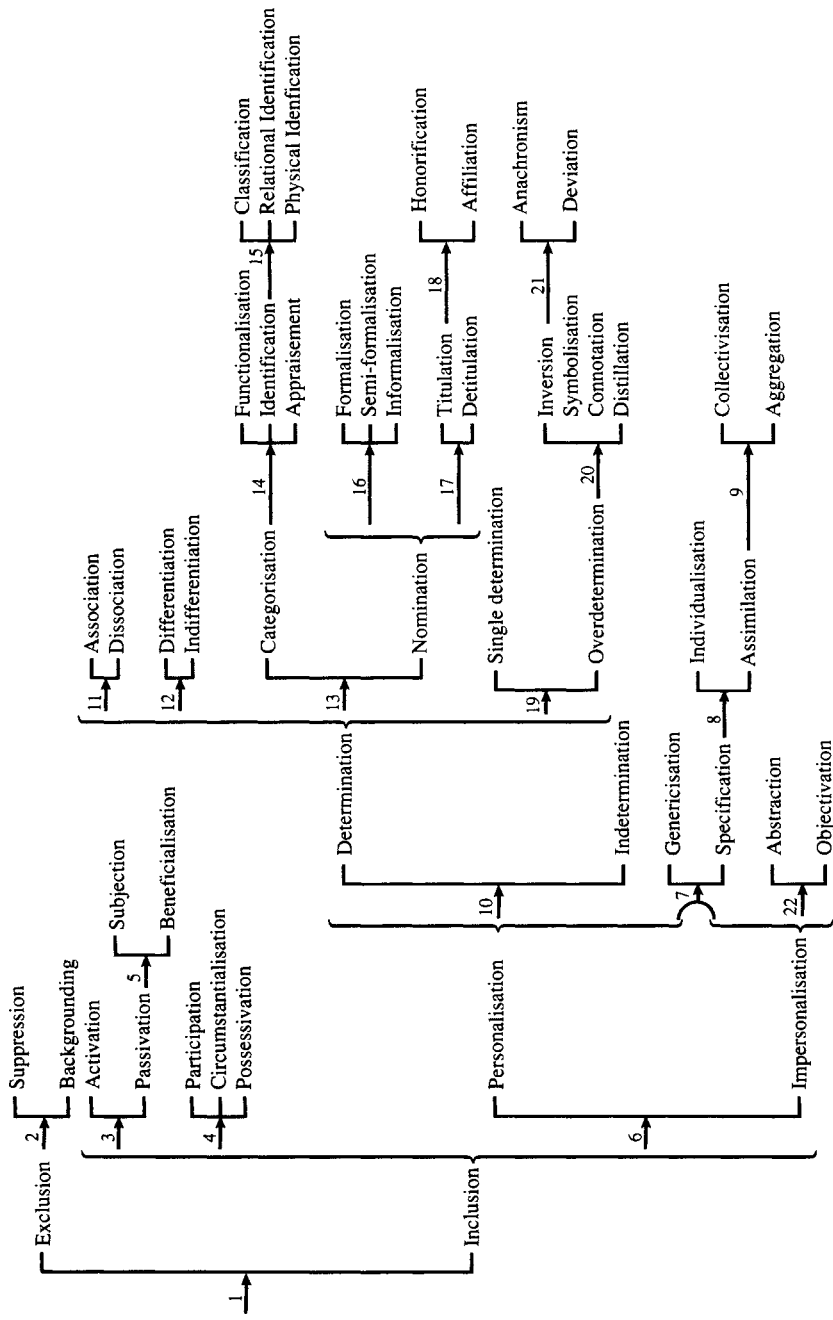 1
Exclusion
Inclusion
2
Suppression
Backgrounding
3
Activation
Passivation
5
Subjection
Beneficialisation
4
Participation
Circumstantialisation
Possessivation
6
Personalisation
Impersonalisation
10
Determination
Indetermination
7
Genericisation
Specification
22
Abstraction
Objectivation
11
Association
Dissociation
12
Differentiation
Indifferentiation
13
Categorisation
Nomination
19
Single determination
Overdetermination
8
Individualisation
Assimilation
14
Functionalisation
Identification
Appraisement
15
Classification
Relational Identification
Physical Idenfication
16
Formalisation
Semi-formalisation
Informalisation
17
Titulation
Detitulation
18
Honorification
Affiliation
20
Inversion
Symbolisation
Connotation
Distillation
21
Anachronism
Deviation
9
Collectivisation
Aggregation